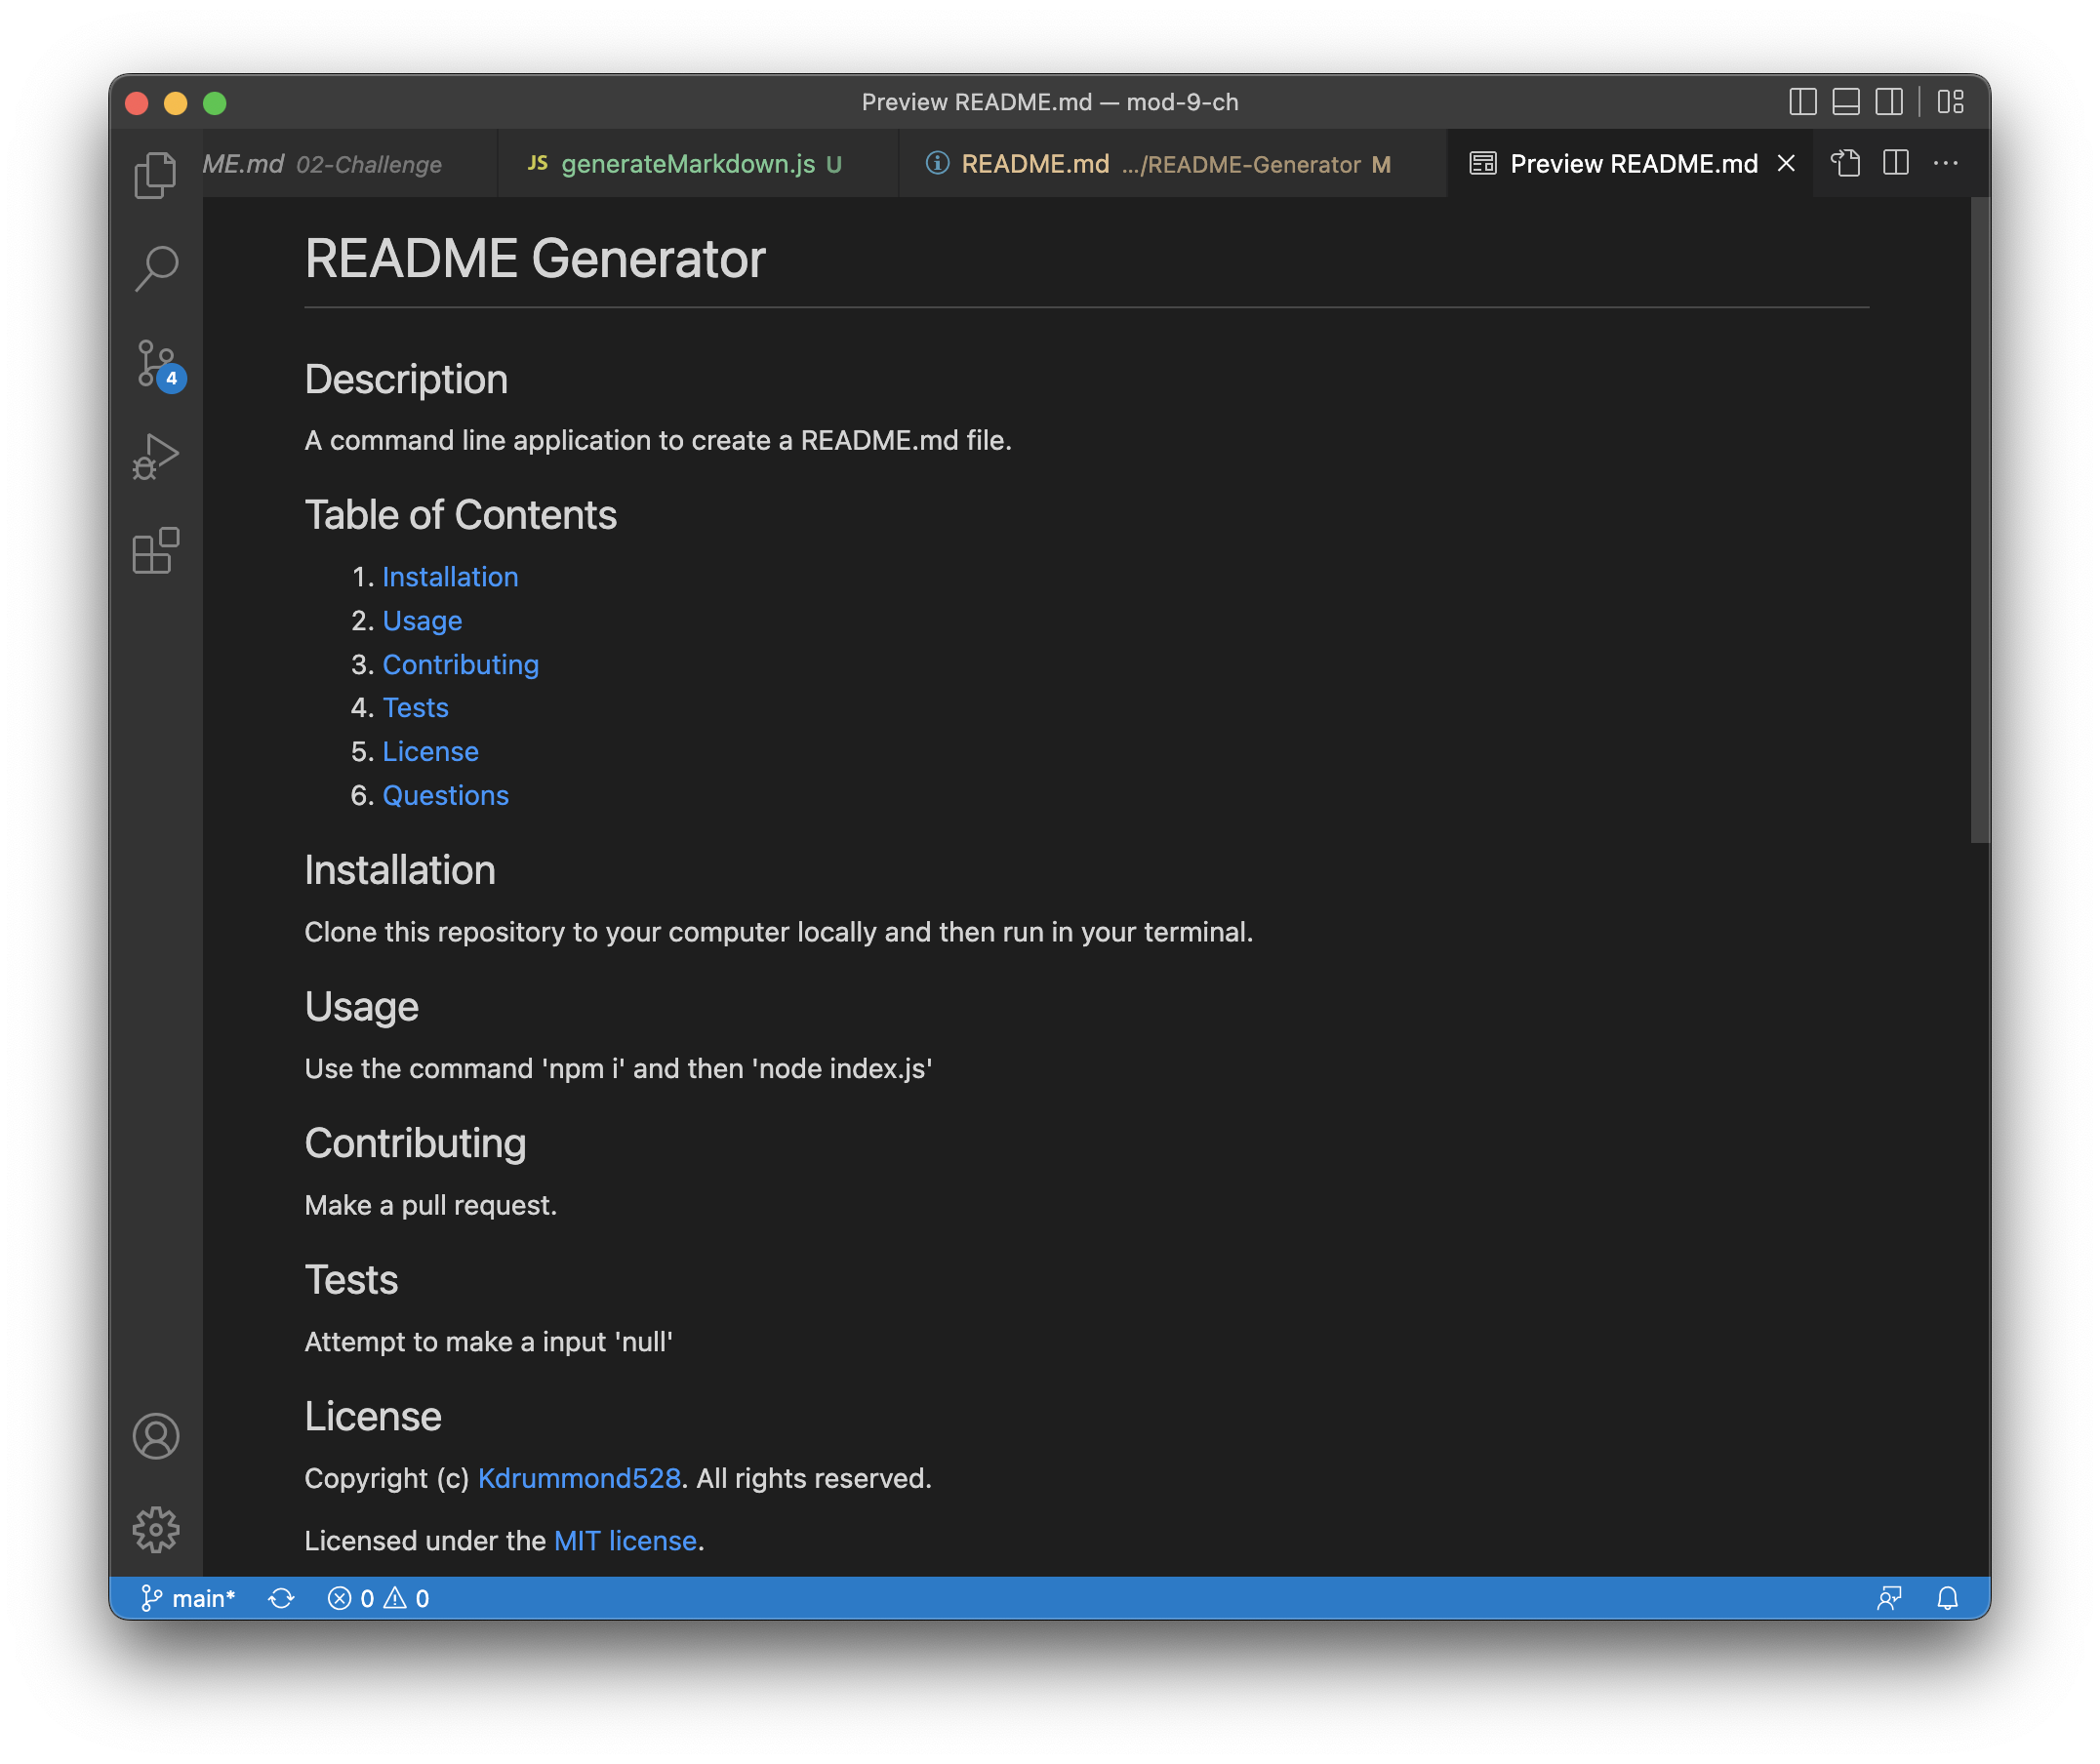 Preview README.md — mod-9-ch
ME.md 02-Challenge
JS generateMarkdown.js U
README.md .../README-Generator M
Preview README.md
README Generator
4
Description
A command line application to create a README.md file.
Table of Contents
1. Installation
2. Usage
3. Contributing
4. Tests
5. License
6. Questions
Installation
Clone this repository to your computer locally and then run in your terminal.
Usage
Use the command 'npm i' and then 'node index.js'
Contributing
Make a pull request.
Tests
Attempt to make a input 'null'
License
Copyright (c) Kdrummond528. All rights reserved.
Licensed under the MIT license.
main* 0 0